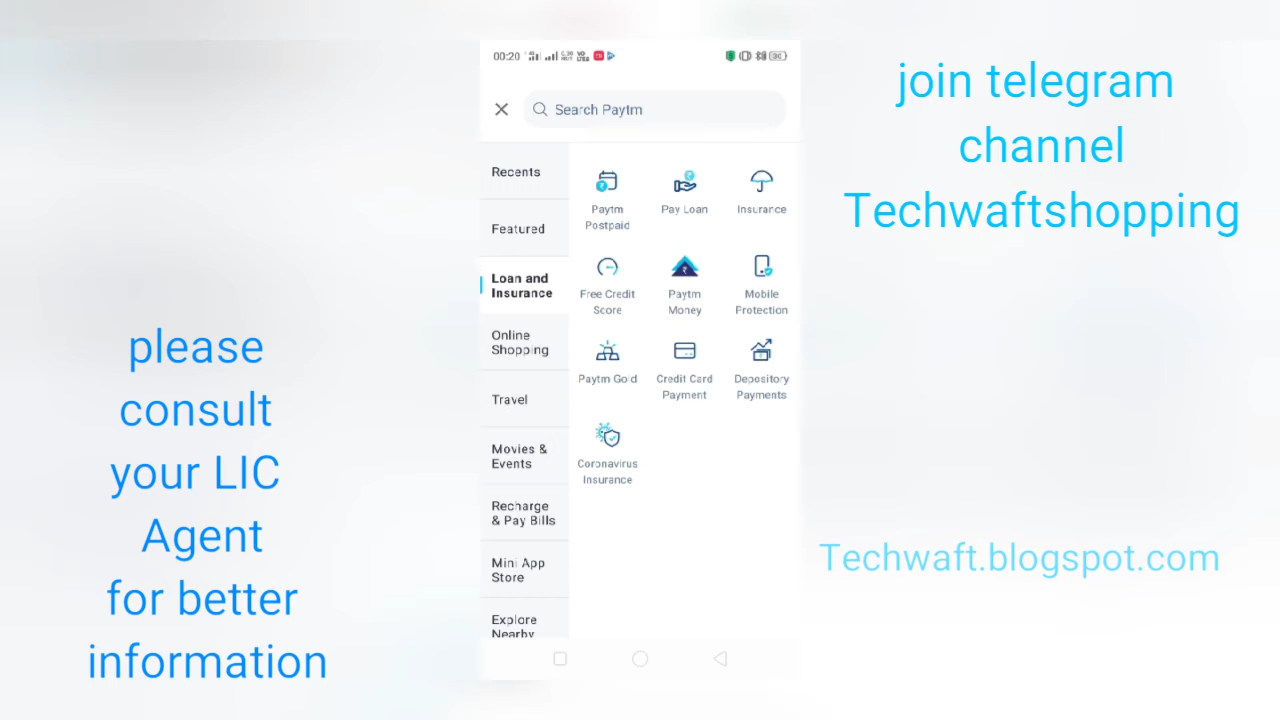 please
consult
your LIC
Agent
for better
information
00:20
Search Paytm
Recents
Featured
Loan and
Insurance
Online
Shopping
Travel
Movies &
Events
Recharge
& Pay Bills
Mini App
Store
Explore
Nearby
Paytm
Postpaid
Pay Loan
Insurance
Free Credit
Score
Paytm
Money
Mobile
Protection
Paytm Gold
Credit Card
Payment
Depository
Payments
Coronavirus
Insurance
join telegram
channel
Techwaftshopping
Techwaft.blogspot.com